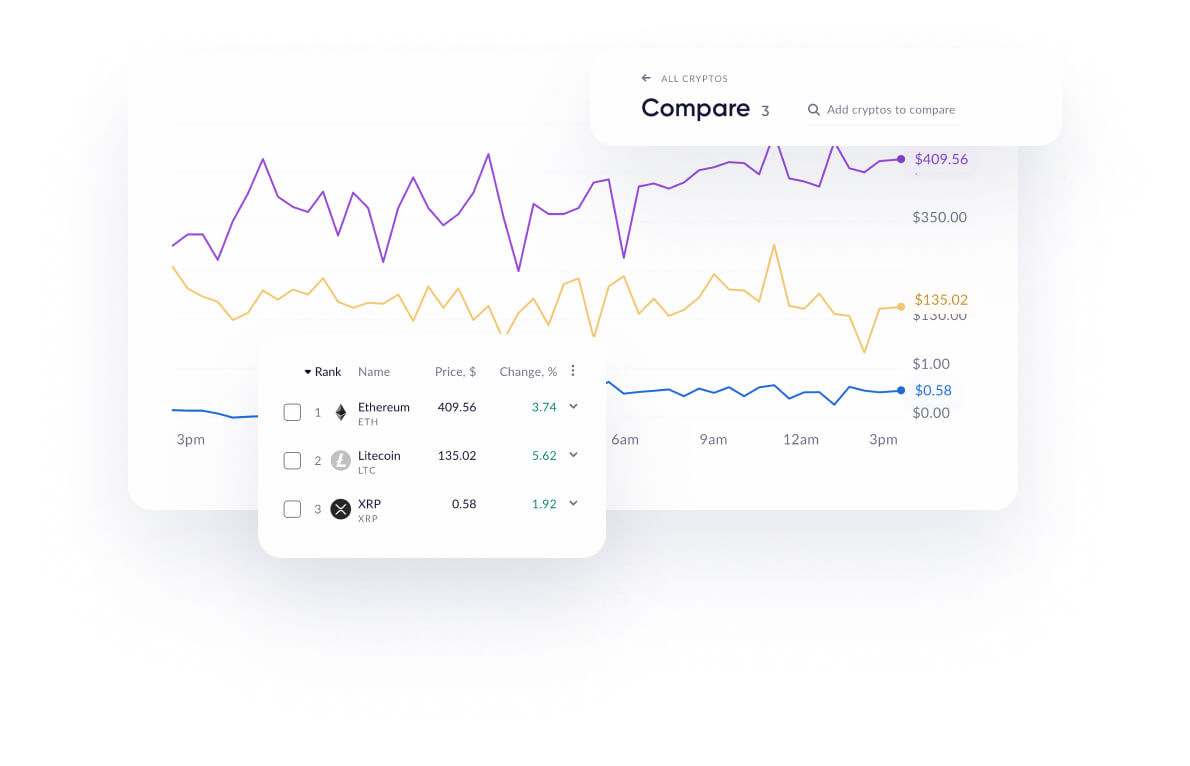 ALL CRYPTOS
Compare 3
Add cryptos to compare
$409.56
$350.00
$135.02
$130.00
$1.00
$0.58
$0.00
3pm 6am 9am 12am 3pm
Rank Name Price, $ Change, %
1 Ethereum 409.56 3.74
ETH
2 Litecoin 135.02 5.62
LTC
3 XRP 0.58 1.92
XRP